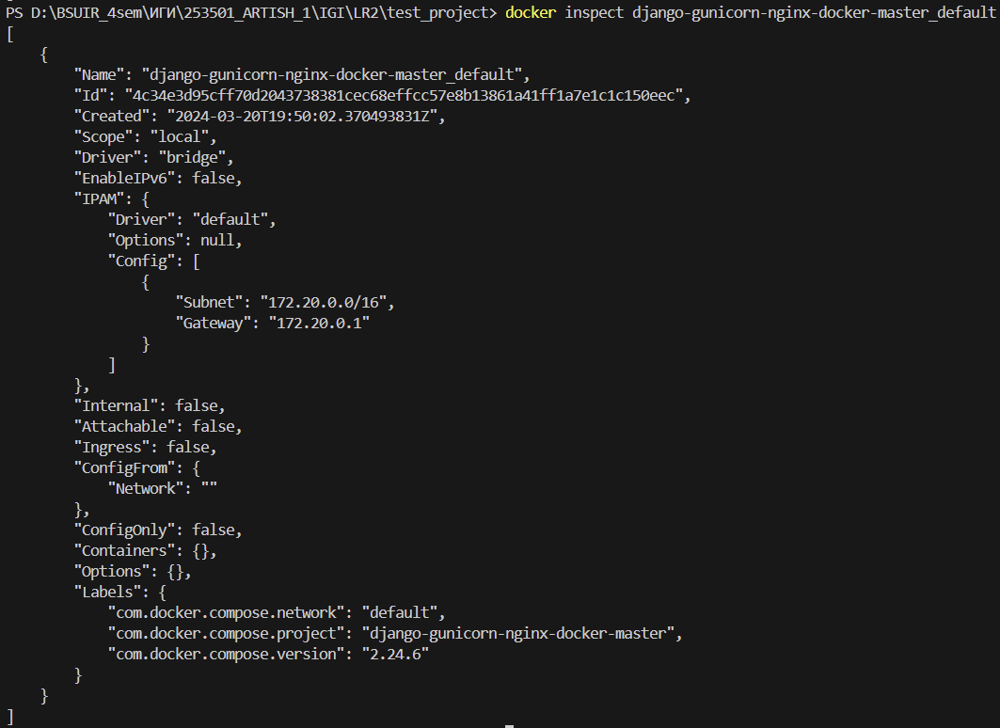 PS D:\BSUIR_4sem\ИГИ\253501_ARTISH_1\IGI\LR2\test_project> docker inspect django-gunicorn-nginx-docker-master_default
[
    {
        "Name": "django-gunicorn-nginx-docker-master_default",
        "Id": "4c34e3d95cff70d2043738381cec68effcc57e8b13861a41ff1a7e1c1c150eec",
        "Created": "2024-03-20T19:50:02.370493831Z",
        "Scope": "local",
        "Driver": "bridge",
        "EnableIPv6": false,
        "IPAM": {
            "Driver": "default",
            "Options": null,
            "Config": [
                {
                    "Subnet": "172.20.0.0/16",
                    "Gateway": "172.20.0.1"
                }
            ]
        },
        "Internal": false,
        "Attachable": false,
        "Ingress": false,
        "ConfigFrom": {
            "Network": ""
        },
        "ConfigOnly": false,
        "Containers": {},
        "Options": {},
        "Labels": {
            "com.docker.compose.network": "default",
            "com.docker.compose.project": "django-gunicorn-nginx-docker-master",
            "com.docker.compose.version": "2.24.6"
        }
    }
]